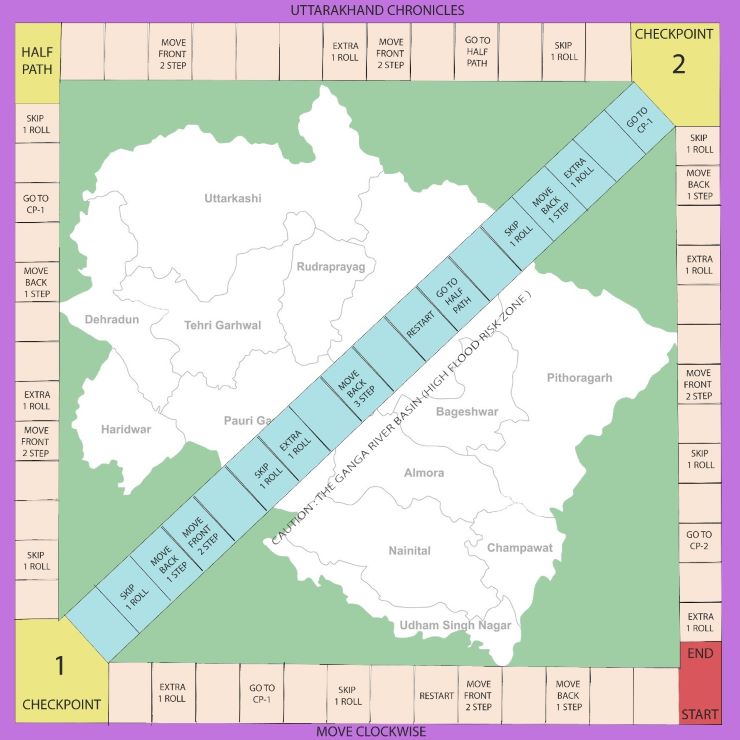 UTTARAKHAND CHRONICLES
HALF
PATH
MOVE
FRONT
2 STEP
EXTRA
1 ROLL
MOVE
FRONT
2 STEP
GO TO
HALF
PATH
SKIP
1 ROLL
CHECKPOINT
2
SKIP
1 ROLL
MOVE
BACK
1 STEP
EXTRA
1 ROLL
MOVE
FRONT
2 STEP
SKIP
1 ROLL
GO TO
CP-2
EXTRA
1 ROLL
END
START
SKIP
1 ROLL
GO TO
CP-1
MOVE
BACK
1 STEP
EXTRA
1 ROLL
MOVE
FRONT
2 STEP
SKIP
1 ROLL
1
CHECKPOINT
EXTRA
1 ROLL
GO TO
CP-1
SKIP
1 ROLL
RESTART
MOVE
FRONT
2 STEP
MOVE
BACK
1 STEP
GO TO
CP-1
EXTRA
1 ROLL
MOVE
BACK
1 STEP
SKIP
1 ROLL
GO TO
HALF
PATH
RESTART
MOVE
BACK
3 STEP
EXTRA
1 ROLL
SKIP
1 ROLL
MOVE
FRONT
2 STEP
MOVE
BACK
1 STEP
SKIP
1 ROLL
CAUTION : THE GANGA RIVER BASIN (HIGH FLOOD RISK ZONE )
Uttarkashi
Rudraprayag
Dehradun
Tehri Garhwal
Haridwar
Pauri Ga
Pithoragarh
Bageshwar
Almora
Nainital
Champawat
Udham Singh Nagar
MOVE CLOCKWISE